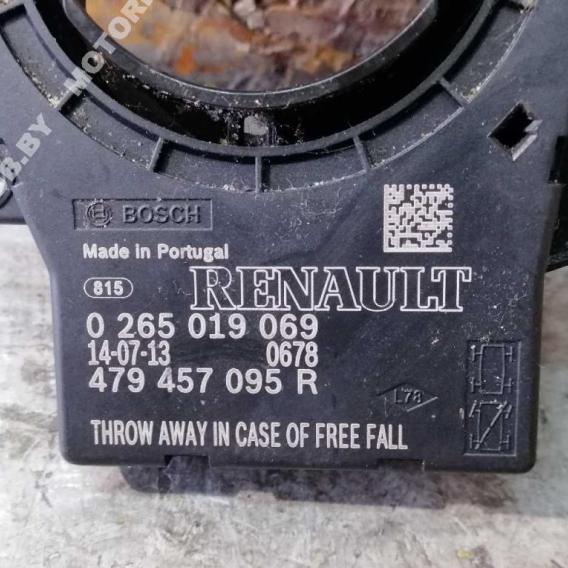 BOSCH
Made in Portugal
815 RENAULT
0 265 019 069
14-07-13 0678
479 457 095 R
L78
THROW AWAY IN CASE OF FREE FALL